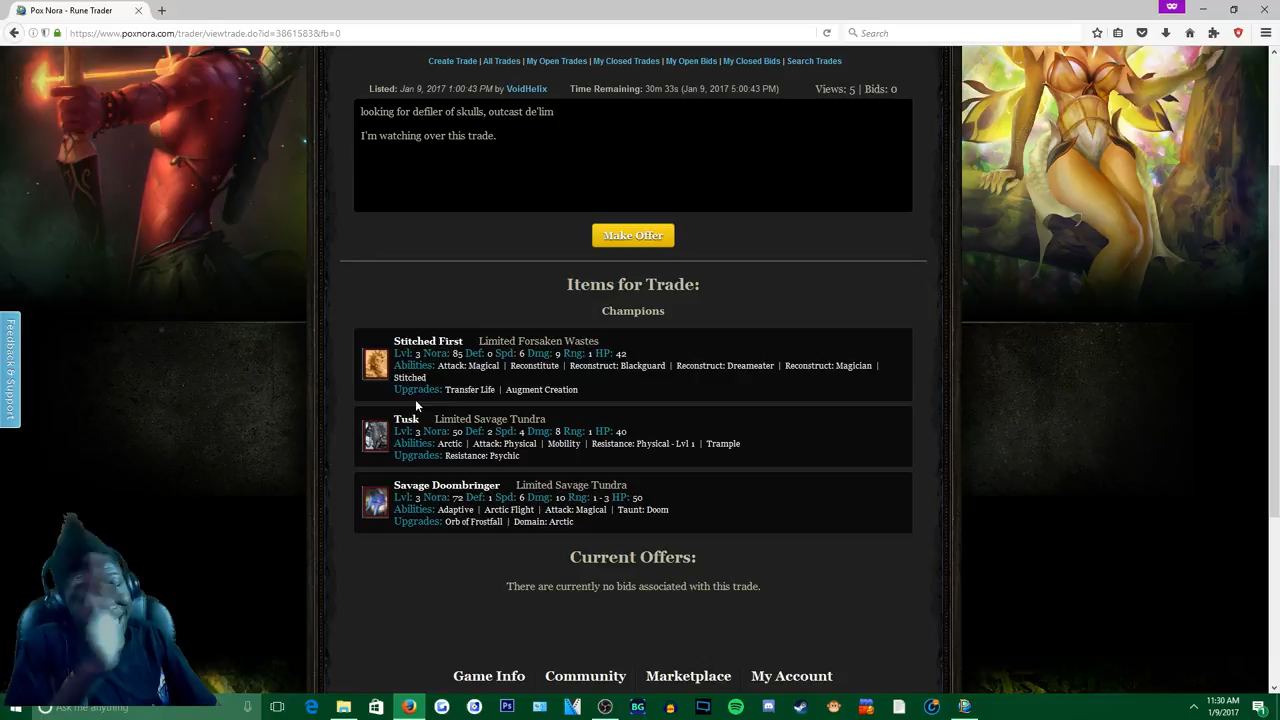 Pox Nora - Rune Trader
https://www.poxnora.com/trader/viewtrade.do?id=3861583&fb=0
Search
Create Trade | All Trades | My Open Trades | My Closed Trades | My Open Bids | My Closed Bids | Search Trades
Listed: Jan 9, 2017 1:00:43 PM by VoidHelix Time Remaining: 30m 33s (Jan 9, 2017 5:00:43 PM) Views: 5 | Bids: 0
looking for defiler of skulls, outcast de'lim
I'm watching over this trade.
Make Offer
Items for Trade:
Champions
Stitched First Limited Forsaken Wastes
Lvl: 3 Nora: 85 Def: 0 Spd: 6 Dmg: 9 Rng: 1 HP: 42
Abilities: Attack: Magical | Reconstitute | Reconstruct: Blackguard | Reconstruct: Dreameater | Reconstruct: Magician |
Stitched
Upgrades: Transfer Life | Augment Creation
Tusk Limited Savage Tundra
Lvl: 3 Nora: 50 Def: 2 Spd: 4 Dmg: 8 Rng: 1 HP: 40
Abilities: Arctic | Attack: Physical | Mobility | Resistance: Physical - Lvl 1 | Trample
Upgrades: Resistance: Psychic
Savage Doombringer Limited Savage Tundra
Lvl: 3 Nora: 72 Def: 1 Spd: 6 Dmg: 10 Rng: 1 - 3 HP: 50
Abilities: Adaptive | Arctic Flight | Attack: Magical | Taunt: Doom
Upgrades: Orb of Frostfall | Domain: Arctic
Current Offers:
There are currently no bids associated with this trade.
Game Info Community Marketplace My Account
Feedback & Support
Ask me anything
BG
Ps
11:30 AM
1/9/2017